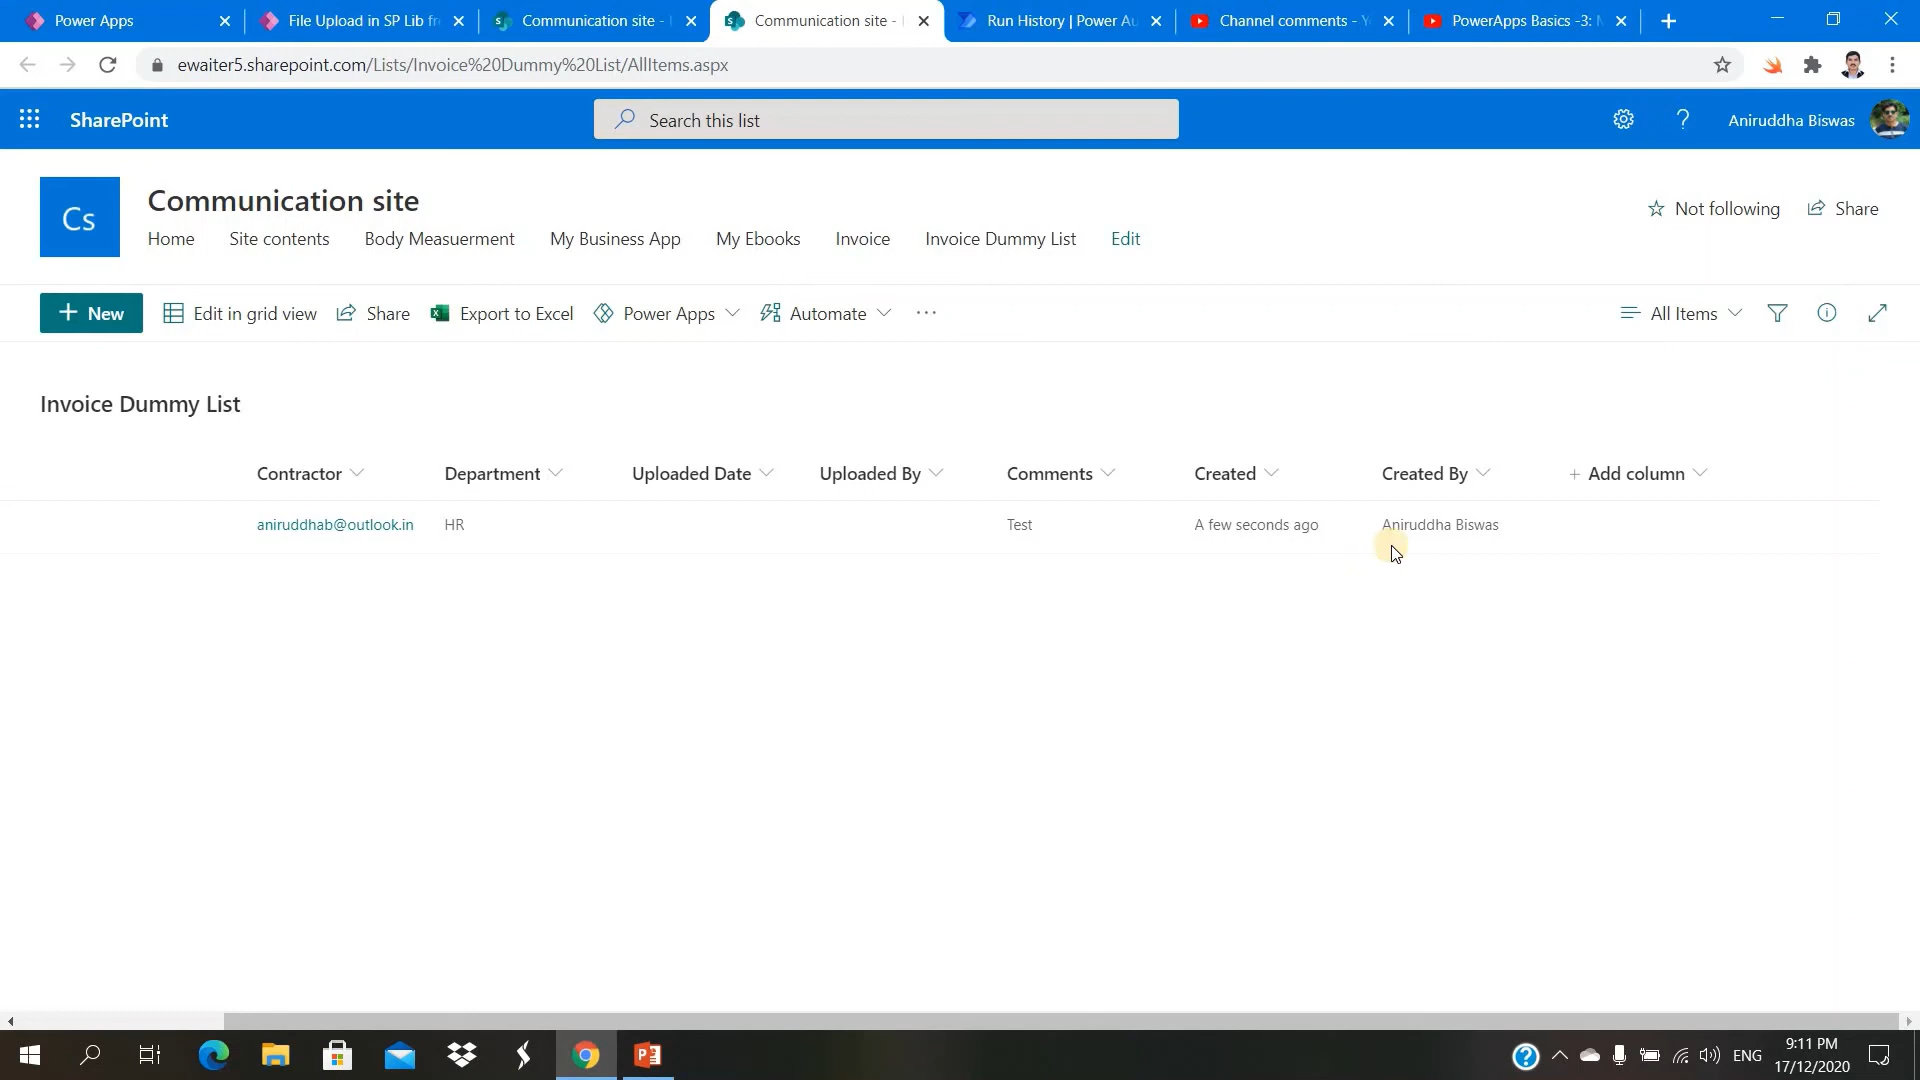 Power Apps
File Upload in SP Lib fr
Communication site -
Communication site -
Run History | Power Au
Channel comments - Y
PowerApps Basics -3:
ewaiter5.sharepoint.com/Lists/Invoice%20Dummy%20List/AllItems.aspx
SharePoint
Search this list
?
Aniruddha Biswas
Cs
Communication site
Not following
Share
Home
Site contents
Body Measuerment
My Business App
My Ebooks
Invoice
Invoice Dummy List
Edit
+ New
Edit in grid view
Share
Export to Excel
Power Apps
Automate
...
All Items
Invoice Dummy List
Contractor
Department
Uploaded Date
Uploaded By
Comments
Created
Created By
+ Add column
aniruddhab@outlook.in
HR
Test
A few seconds ago
Aniruddha Biswas
ENG
9:11 PM
17/12/2020